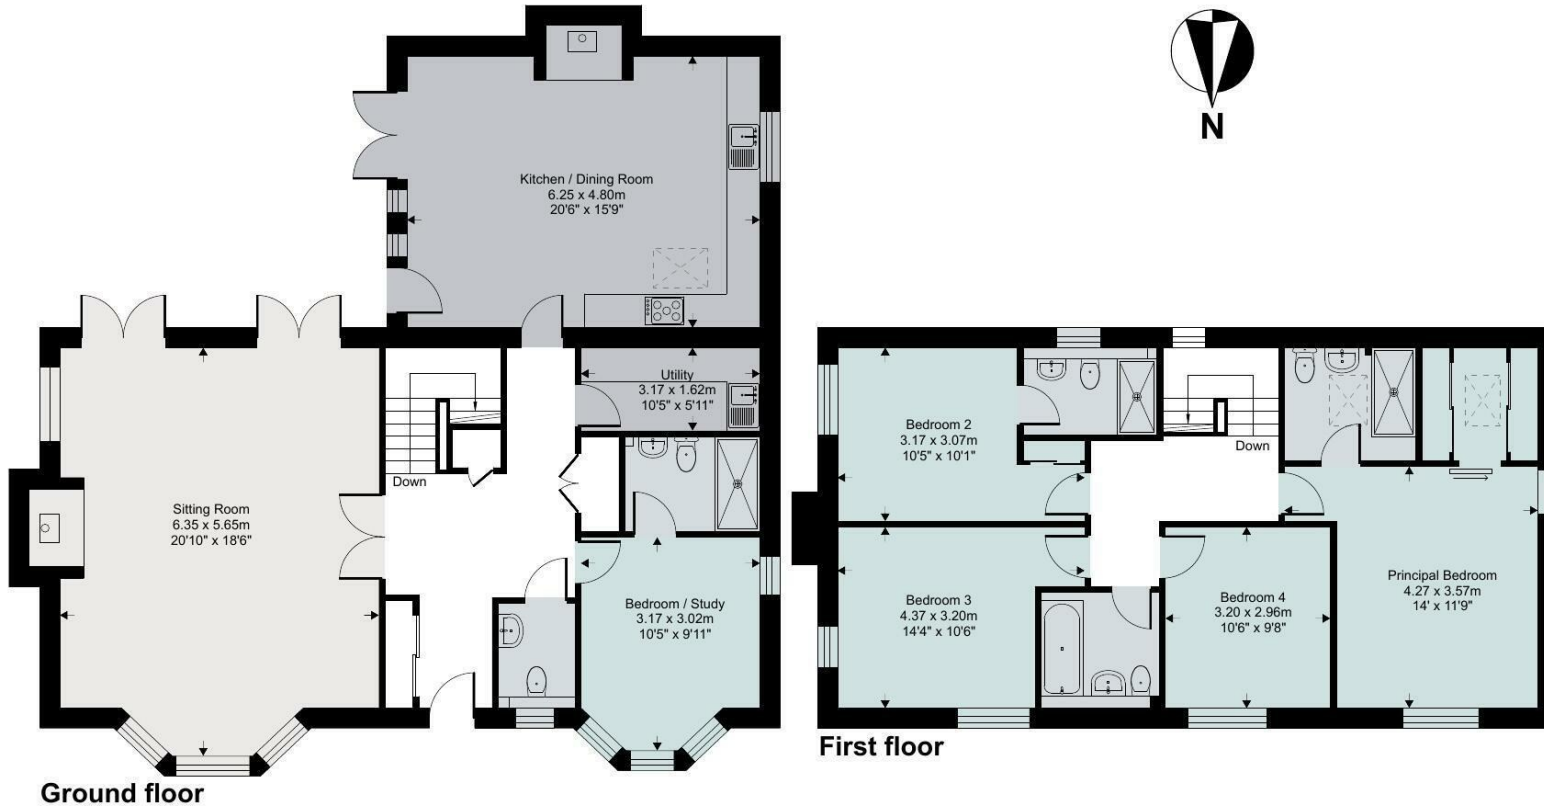 N
Kitchen / Dining Room
6.25 x 4.80m
20'6" x 15'9"
Utility
3.17 x 1.62m
10'5" x 5'11"
Down
Sitting Room
6.35 x 5.65m
20'10" x 18'6"
Bedroom / Study
3.17 x 3.02m
10'5" x 9'11"
Ground floor
Bedroom 2
3.17 x 3.07m
10'5" x 10'1"
Down
Bedroom 3
4.37 x 3.20m
14'4" x 10'6"
Bedroom 4
3.20 x 2.96m
10'6" x 9'8"
Principal Bedroom
4.27 x 3.57m
14' x 11'9"
First floor